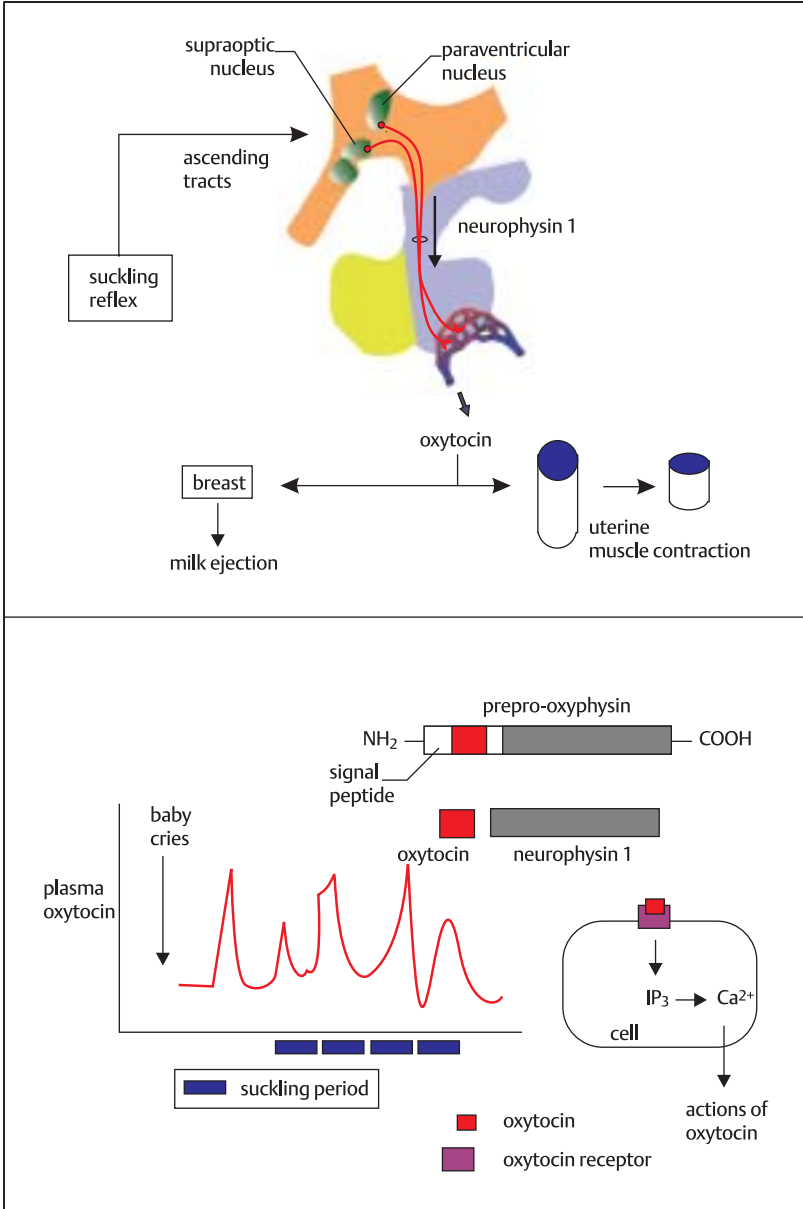 supraoptic
nucleus
paraventricular
nucleus
ascending
tracts
neurophysin 1
suckling
reflex
oxytocin
breast
milk ejection
uterine
muscle contraction
prepro-oxyphysin
NH₂
COOH
signal
peptide
baby
cries
oxytocin
neurophysin 1
plasma
oxytocin
IP₃
Ca²⁺
cell
suckling period
actions of
oxytocin
oxytocin
oxytocin receptor